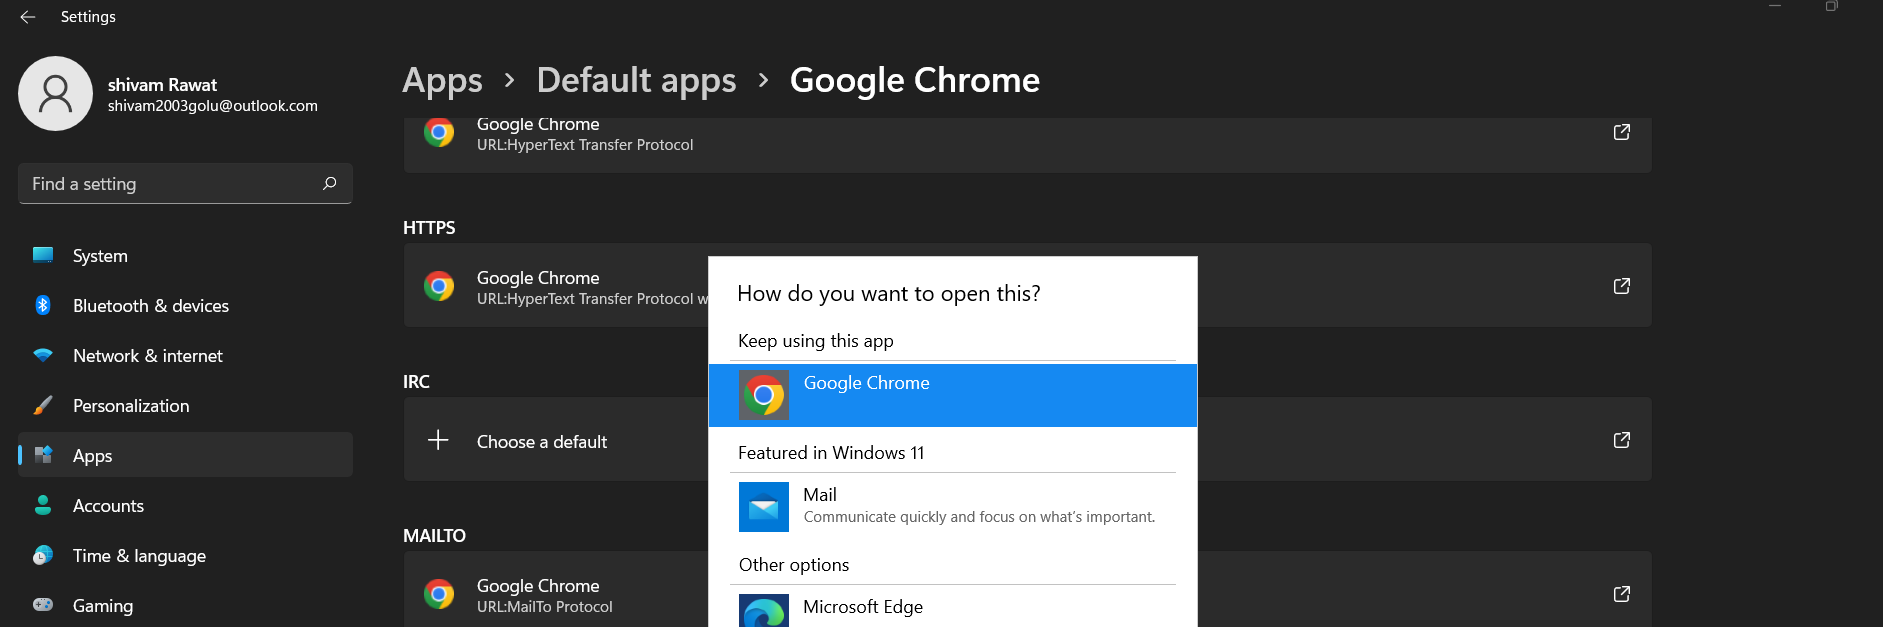 Settings
shivam Rawat
shivam2003golu@outlook.com
Find a setting
System
Bluetooth & devices
Network & internet
Personalization
Apps
Accounts
Time & language
Gaming
Apps > Default apps > Google Chrome
Google Chrome
URL:HyperText Transfer Protocol
HTTPS
Google Chrome
URL:HyperText Transfer Protocol w
IRC
Choose a default
MAILTO
Google Chrome
URL:MailTo Protocol
How do you want to open this?
Keep using this app
Google Chrome
Featured in Windows 11
Mail
Communicate quickly and focus on what's important.
Other options
Microsoft Edge